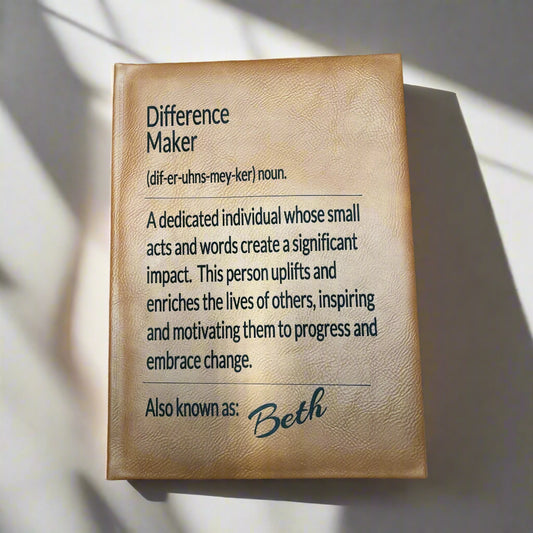 Difference
Maker
(dif-er-uhns-mey-ker) noun.
A dedicated individual whose small
acts and words create a significant
impact. This person uplifts and
enriches the lives of others, inspiring
and motivating them to progress and
embrace change.
Also known as: Beth